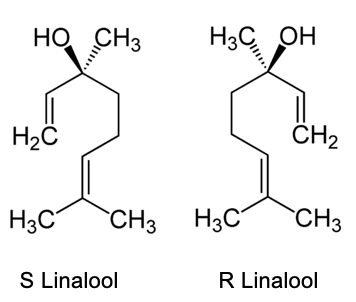 HO CH3 H3C OH
H2C CH2
H3C CH3 H3C CH3
S Linalool R Linalool